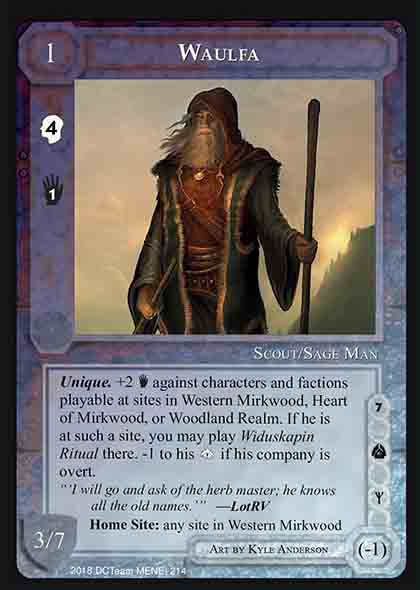 1
WAULFA
4
1
SCOUT/SAGE MAN
Unique. +2 against characters and factions
playable at sites in Western Mirkwood, Heart
of Mirkwood, or Woodland Realm. If he is
at such a site, you may play Widuskapin
Ritual there. -1 to his if his company is
overt.
"'I will go and ask of the herb master; he knows
all the old names.'" —LotRV
Home Site: any site in Western Mirkwood
7
3/7
ART BY KYLE ANDERSON
(-1)
2018 DCTeam MENE: 214